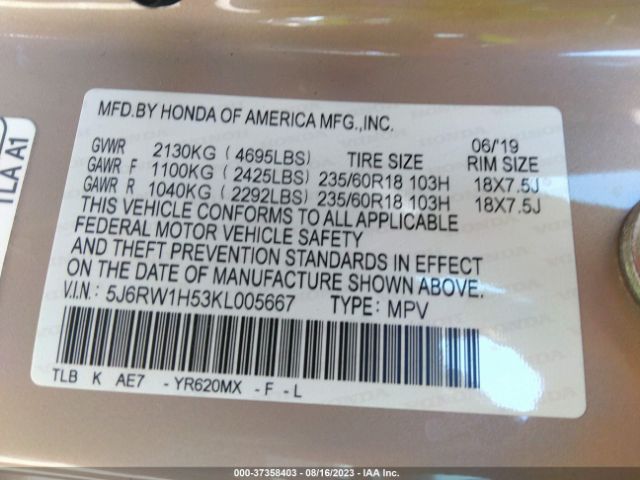 MFD.BY HONDA OF AMERICA MFG.,INC. 06/19
GVWR 2130KG ( 4695LBS) TIRE SIZE RIM SIZE
GAWR F 1100KG ( 2425LBS) 235/60R18 103H 18X7.5J
GAWR R 1040KG ( 2292LBS) 235/60R18 103H 18X7.5J
THIS VEHICLE CONFORMS TO ALL APPLICABLE
FEDERAL MOTOR VEHICLE SAFETY
AND THEFT PREVENTION STANDARDS IN EFFECT
ON THE DATE OF MANUFACTURE SHOWN ABOVE.
V.I.N.: 5J6RW1H53KL005667 TYPE: MPV
TLB K AE7 - YR620MX - F - L
TLA A1
000-37358403 - 08/16/2023 - IAA Inc.